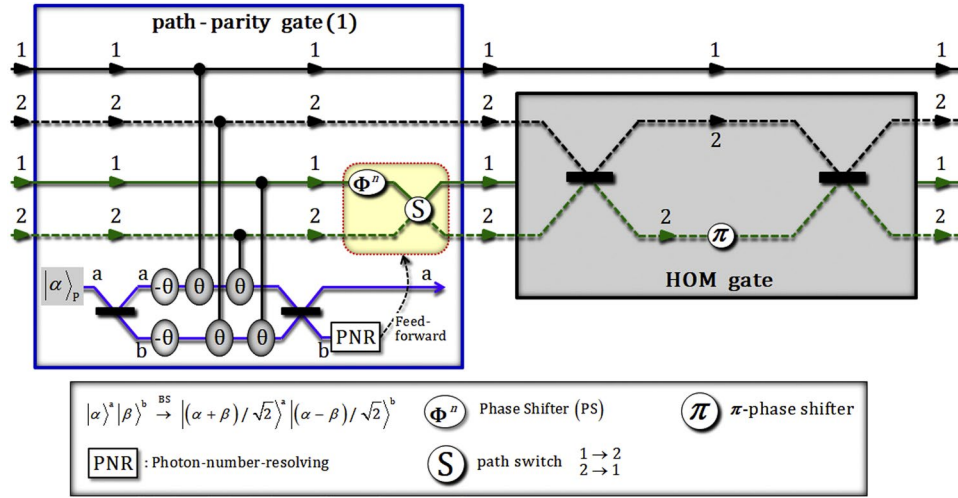 path-parity gate(1)
1 1 1 1 1 1
2 2 2 2 2
2
1 1 1 Φⁿ 1 1
S
2 2 2 2 2 π 2
HOM gate
|α⟩P a a -θ θ θ a
b -θ θ θ b PNR
Feed-
forward
|α⟩ᵃ|β⟩ᵇ BS→ |(α+β)/√2⟩ᵃ|(α−β)/√2⟩ᵇ
Φⁿ Phase Shifter (PS)
π π-phase shifter
PNR : Photon-number-resolving
S path switch 1→2
2→1